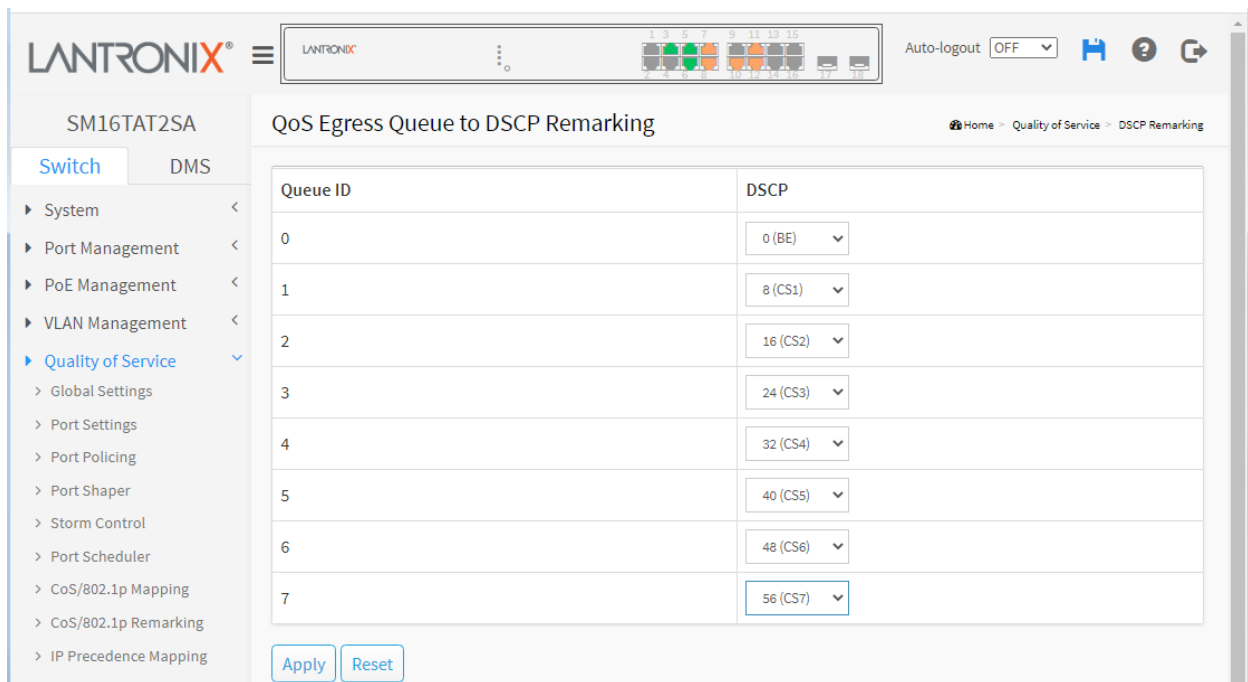 LANTRONIX®
LANTRONIX
1 3 5 7 9 11 13 15
2 4 6 8 10 12 14 16 17 18
Auto-logout OFF
SM16TAT2SA
Switch DMS
System
Port Management
PoE Management
VLAN Management
Quality of Service
Global Settings
Port Settings
Port Policing
Port Shaper
Storm Control
Port Scheduler
CoS/802.1p Mapping
CoS/802.1p Remarking
IP Precedence Mapping
QoS Egress Queue to DSCP Remarking
Home > Quality of Service > DSCP Remarking
Queue ID DSCP
0 0 (BE)
1 8 (CS1)
2 16 (CS2)
3 24 (CS3)
4 32 (CS4)
5 40 (CS5)
6 48 (CS6)
7 56 (CS7)
Apply Reset